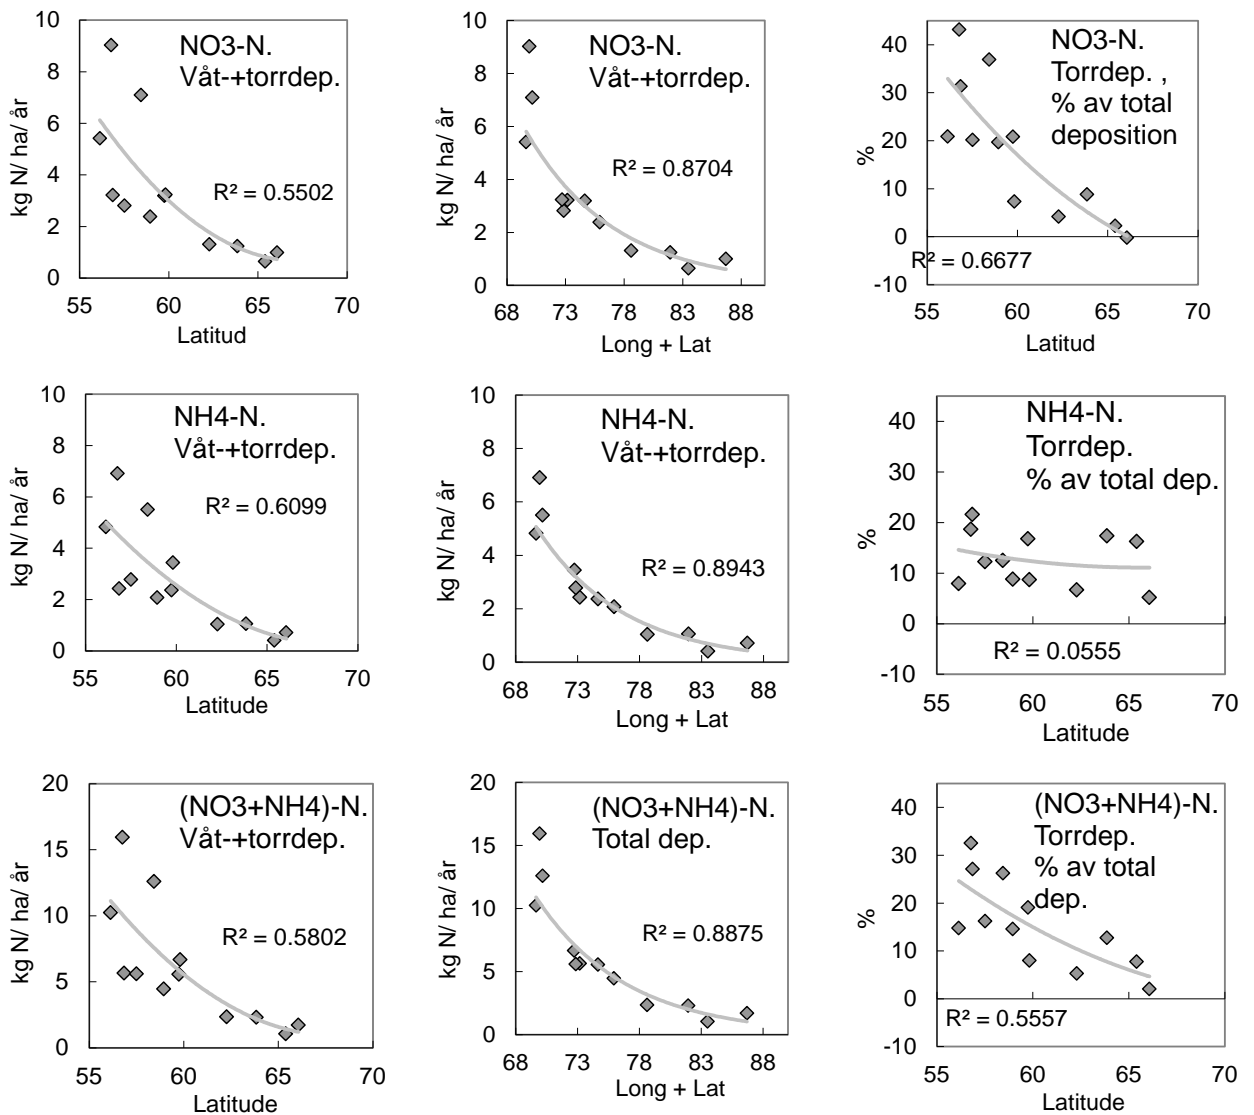 10
8
6
4
2
0
kg N/ ha/ år
NO3-N.
Våt-+torrdep.
R² = 0.5502
55
60
65
70
Latitud
10
8
6
4
2
0
kg N/ ha/ år
NO3-N.
Våt-+torrdep.
R² = 0.8704
68
73
78
83
88
Long + Lat
40
30
20
10
0
-10
%
NO3-N.
Torrdep. ,
% av total
deposition
R² = 0.6677
55
60
65
70
Latitud
10
8
6
4
2
0
kg N/ ha/ år
NH4-N.
Våt-+torrdep.
R² = 0.6099
55
60
65
70
Latitude
10
8
6
4
2
0
kg N/ ha/ år
NH4-N.
Våt-+torrdep.
R² = 0.8943
68
73
78
83
88
Long + Lat
40
30
20
10
0
-10
%
NH4-N.
Torrdep.
% av total dep.
R² = 0.0555
55
60
65
70
Latitude
20
15
10
5
0
kg N/ ha/ år
(NO3+NH4)-N.
Våt-+torrdep.
R² = 0.5802
55
60
65
70
Latitude
20
15
10
5
0
kg N/ ha/ år
(NO3+NH4)-N.
Total dep.
R² = 0.8875
68
73
78
83
88
Long + Lat
40
30
20
10
0
-10
%
(NO3+NH4)-N.
Torrdep.
% av total
dep.
R² = 0.5557
55
60
65
70
Latitude